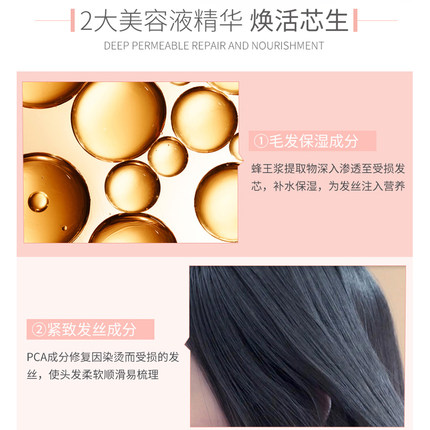 2大美容液精华 焕活芯生
DEEP PERMEABLE REPAIR AND NOURISHMENT
①毛发保湿成分
蜂王浆提取物深入渗透至受损发
芯，补水保湿，为发丝注入营养
②紧致发丝成分
PCA成分修复因染烫而受损的发
丝，使头发柔软顺滑易梳理